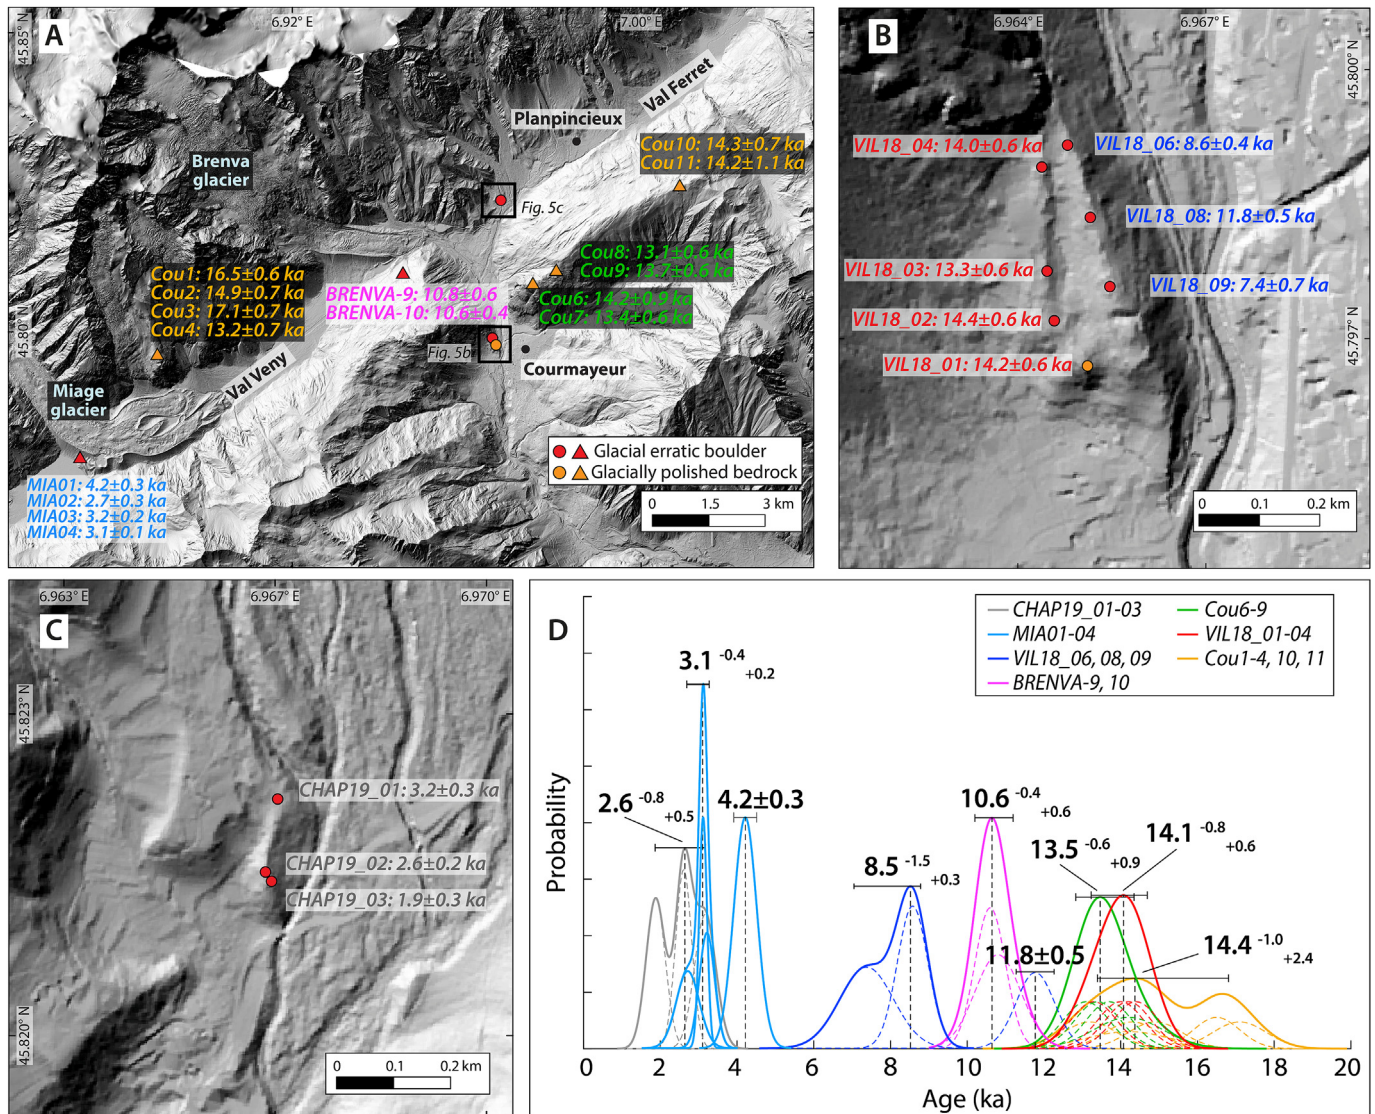 A
6.92° E
7.00° E
45.85° N
45.80° N
Planpincieux
Val Ferret
Brenva
glacier
Cou10: 14.3±0.7 ka
Cou11: 14.2±1.1 ka
Fig. 5c
Cou1: 16.5±0.6 ka
Cou2: 14.9±0.7 ka
Cou3: 17.1±0.7 ka
Cou4: 13.2±0.7 ka
BRENVA-9: 10.8±0.6
BRENVA-10: 10.6±0.4
Cou8: 13.1±0.6 ka
Cou9: 13.7±0.6 ka
Cou6: 14.2±0.9 ka
Cou7: 13.4±0.6 ka
Fig. 5b
Courmayeur
Val Veny
Miage
glacier
MIA01: 4.2±0.3 ka
MIA02: 2.7±0.3 ka
MIA03: 3.2±0.2 ka
MIA04: 3.1±0.1 ka
Glacial erratic boulder
Glacially polished bedrock
0 1.5 3 km
B
6.964° E
6.967° E
45.800° N
45.797° N
VIL18_04: 14.0±0.6 ka
VIL18_06: 8.6±0.4 ka
VIL18_08: 11.8±0.5 ka
VIL18_03: 13.3±0.6 ka
VIL18_09: 7.4±0.7 ka
VIL18_02: 14.4±0.6 ka
VIL18_01: 14.2±0.6 ka
0 0.1 0.2 km
C
6.963° E
6.967° E
6.970° E
45.823° N
45.820° N
CHAP19_01: 3.2±0.3 ka
CHAP19_02: 2.6±0.2 ka
CHAP19_03: 1.9±0.3 ka
0 0.1 0.2 km
D
CHAP19_01-03
MIA01-04
VIL18_06, 08, 09
BRENVA-9, 10
Cou6-9
VIL18_01-04
Cou1-4, 10, 11
3.1 -0.4 +0.2
2.6 -0.8 +0.5
4.2±0.3
8.5 -1.5 +0.3
10.6 -0.4 +0.6
11.8±0.5
13.5 -0.6 +0.9
14.1 -0.8 +0.6
14.4 -1.0 +2.4
Probability
0 2 4 6 8 10 12 14 16 18 20
Age (ka)